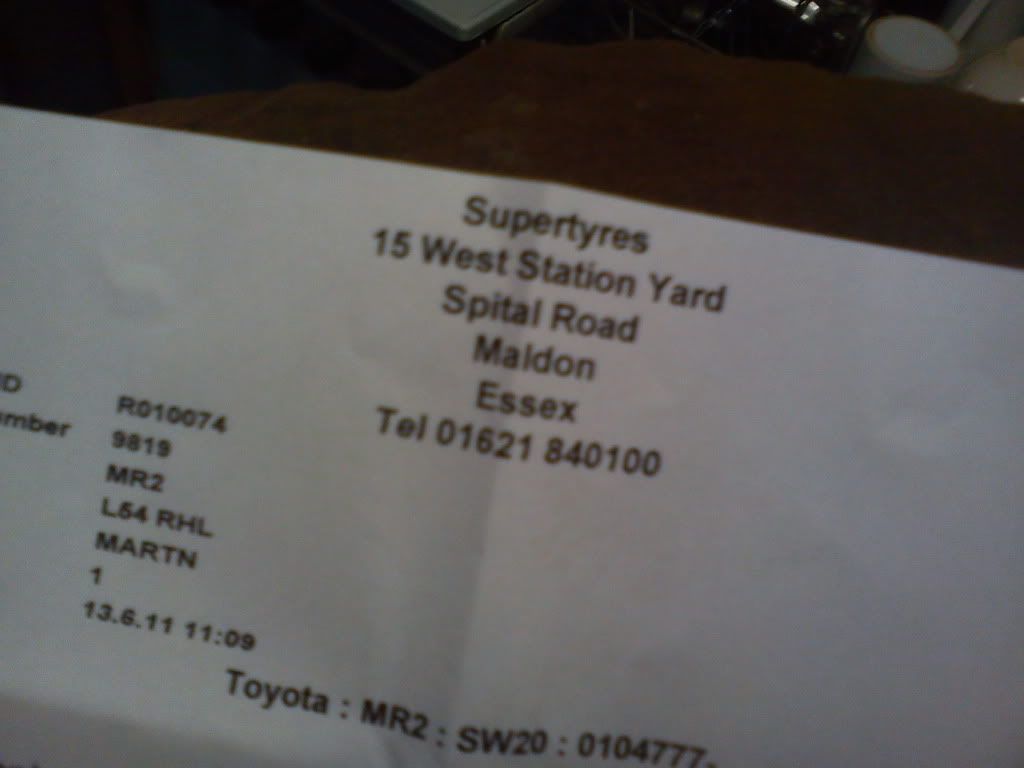 Supertyres
15 West Station Yard
Spital Road
Maldon
Essex
Tel 01621 840100
R010074
9819
MR2
L54 RHL
MARTN
1
13.6.11 11:09
Toyota : MR2 : SW20 : 0104777-